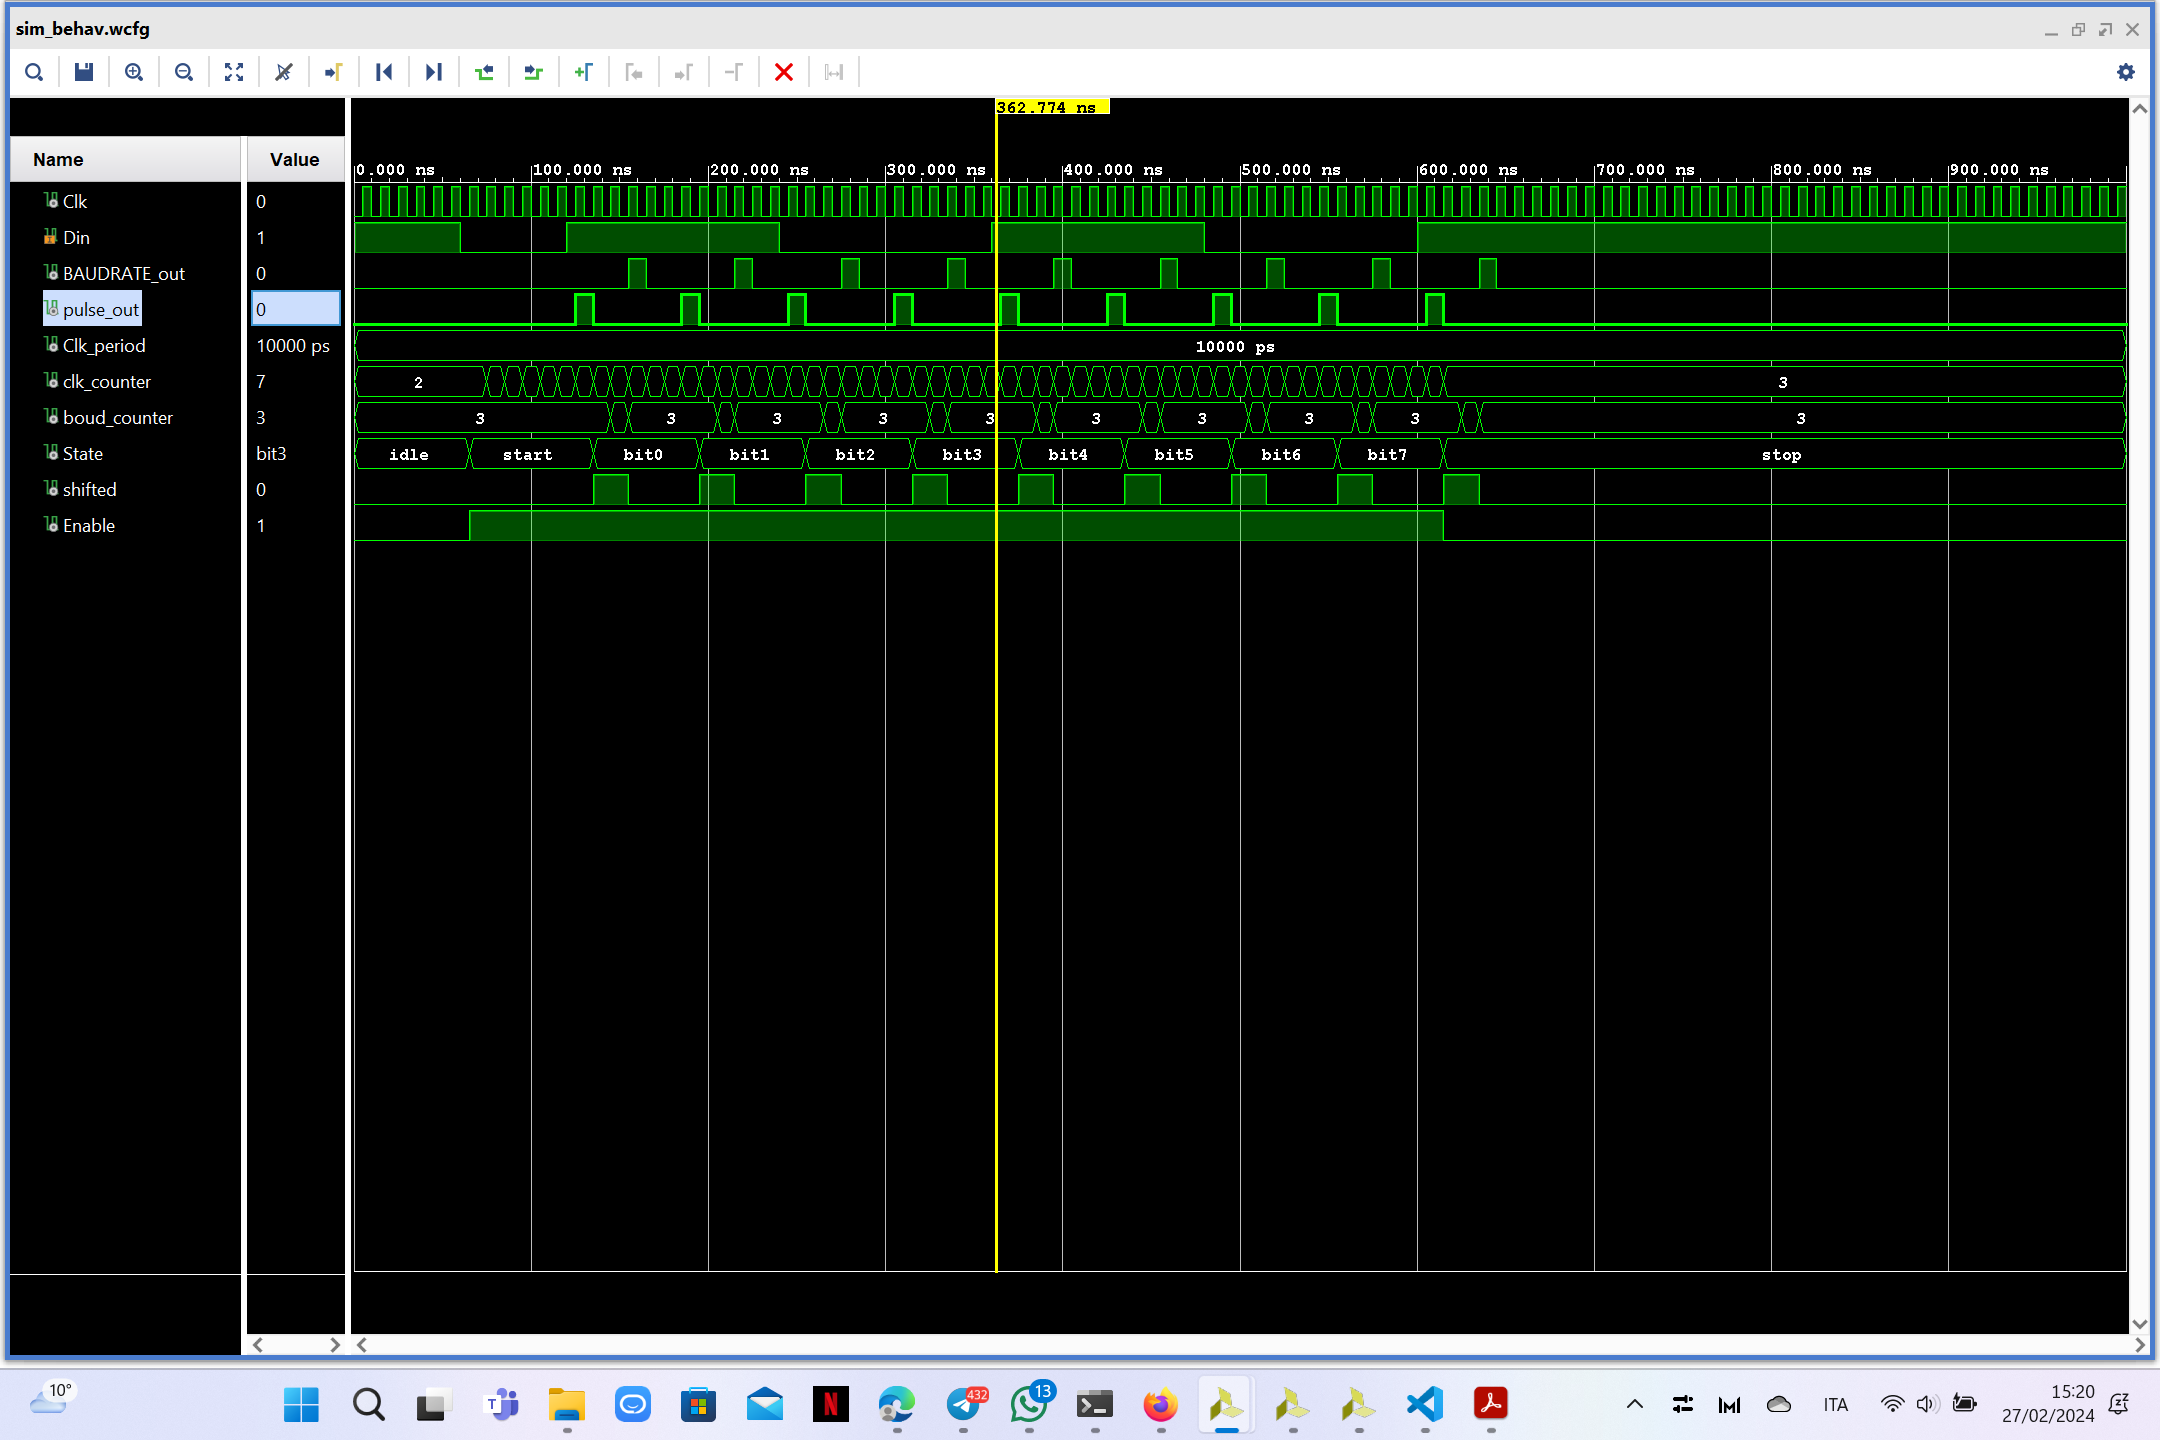 sim_behav.wcfg
362.774 ns
Name Value
0.000 ns 100.000 ns 200.000 ns 300.000 ns 400.000 ns 500.000 ns 600.000 ns 700.000 ns 800.000 ns 900.000 ns
Clk 0
Din 1
BAUDRATE_out 0
pulse_out 0
Clk_period 10000 ps 10000 ps
clk_counter 7 2 3
boud_counter 3 3 3 3 3 3 3 3 3 3 3
State bit3 idle start bit0 bit1 bit2 bit3 bit4 bit5 bit6 bit7 stop
shifted 0
Enable 1
10°
T
N
432
13
ITA
15:20
27/02/2024